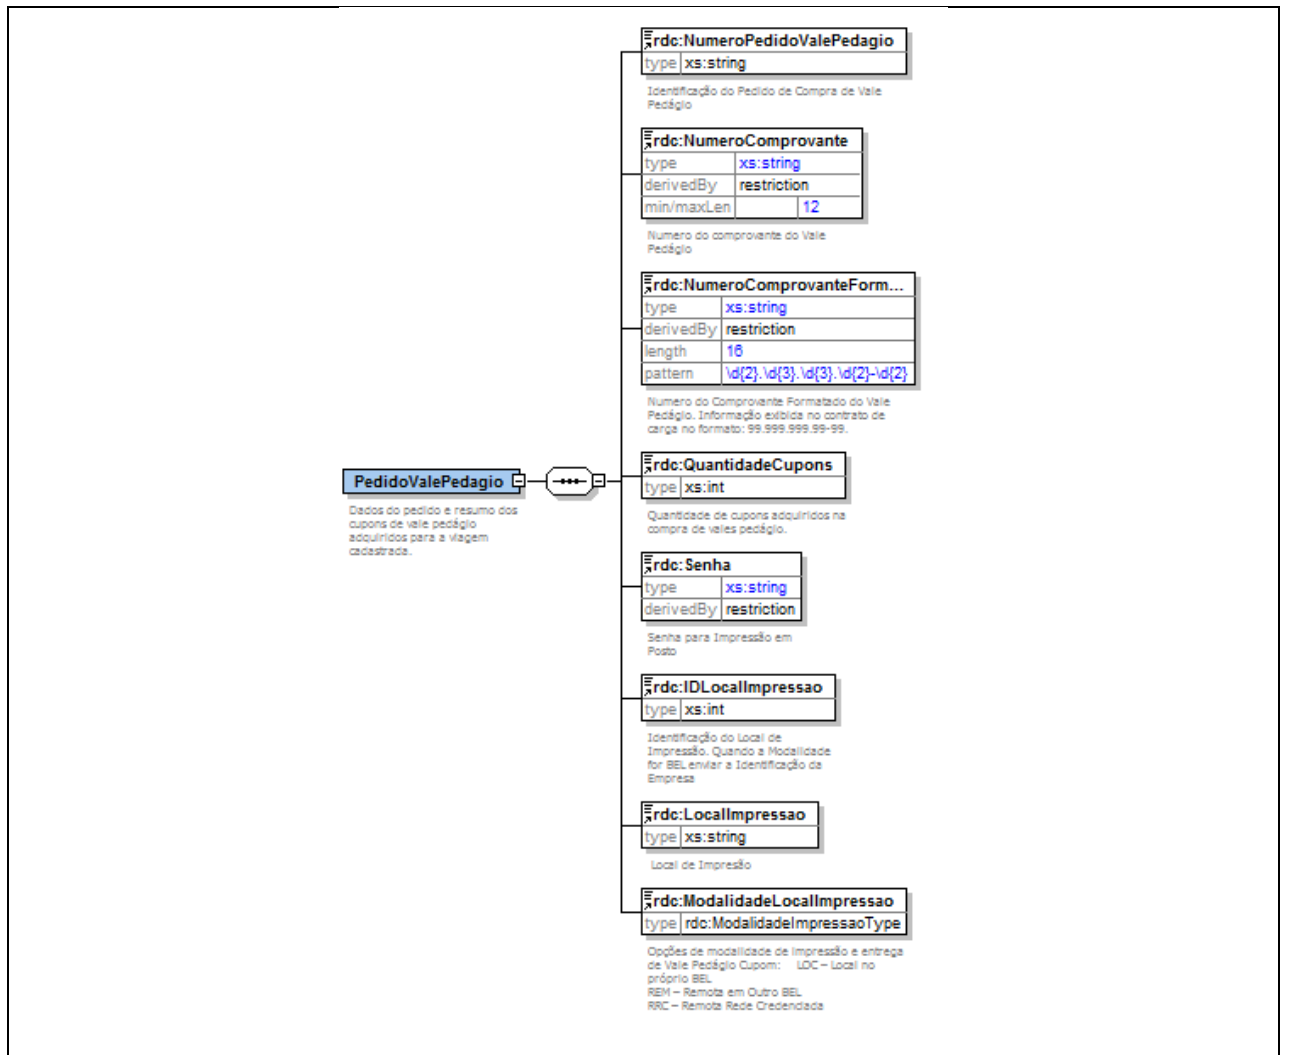 rdc:NumeroPedidoValePedagio
type xs:string
Identificação do Pedido de Compra de Vale
Pedágio
rdc:NumeroComprovante
type xs:string
derivedBy restriction
min/maxLen 12
Numero do comprovante do Vale
Pedágio
rdc:NumeroComprovanteForm...
type xs:string
derivedBy restriction
length 16
pattern \d{2}.\d{3}.\d{3}.\d{2}-\d{2}
Numero do Comprovante Formatado do Vale
Pedágio. Informação exibida no contrato de
carga no formato: 99.999.999.99-99.
rdc:QuantidadeCupons
type xs:int
Quantidade de cupons adquiridos na
compra de vales pedágio.
PedidoValePedagio
Dados do pedido e resumo dos
cupons de vale pedágio
adquiridos para a viagem
cadastrada.
rdc:Senha
type xs:string
derivedBy restriction
Senha para Impressão em
Posto
rdc:IDLocalImpressao
type xs:int
Identificação do Local de
Impressão. Quando a Modalidade
for BEL enviar a Identificação da
Empresa
rdc:LocalImpressao
type xs:string
Local de Impresão
rdc:ModalidadeLocalImpressao
type rdc:ModalidadeImpressaoType
Opções de modalidade de impressão e entrega
de Vale Pedágio Cupom: LOC – Local no
próprio BEL
REM – Remota em Outro BEL
RRC – Remota Rede Credenciada